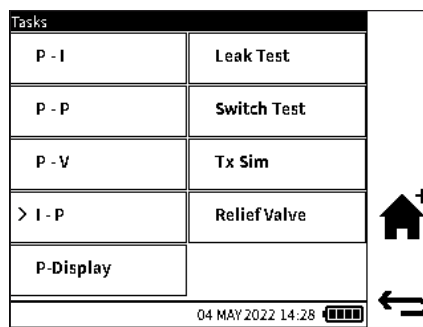 Tasks
P - I
Leak Test
P - P
Switch Test
P - V
Tx Sim
> I - P
Relief Valve
P-Display
04 MAY 2022 14:28